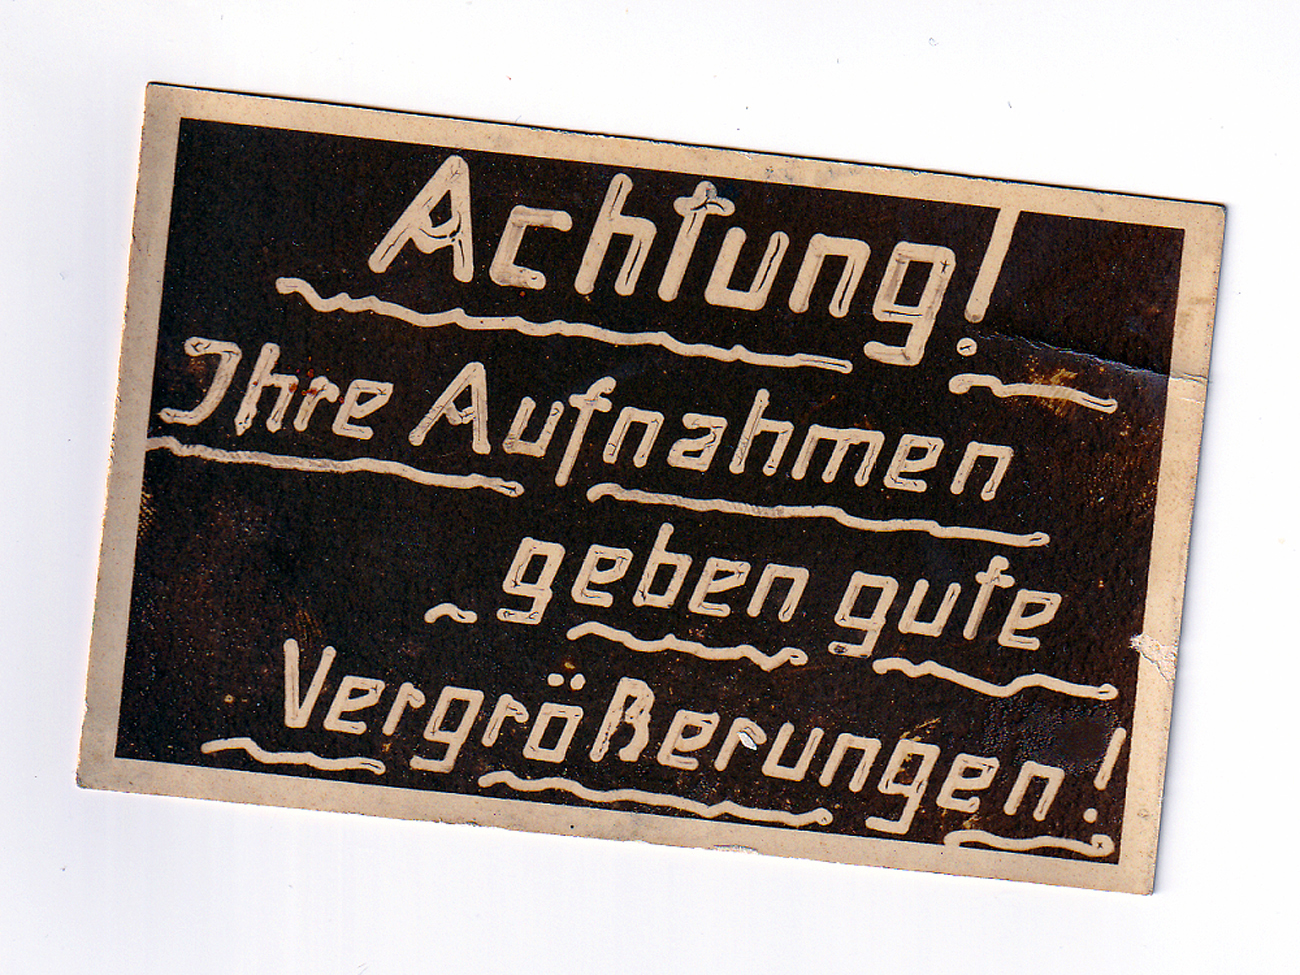 Achtung!
Ihre Aufnahmen
geben gute
Vergrößerungen!